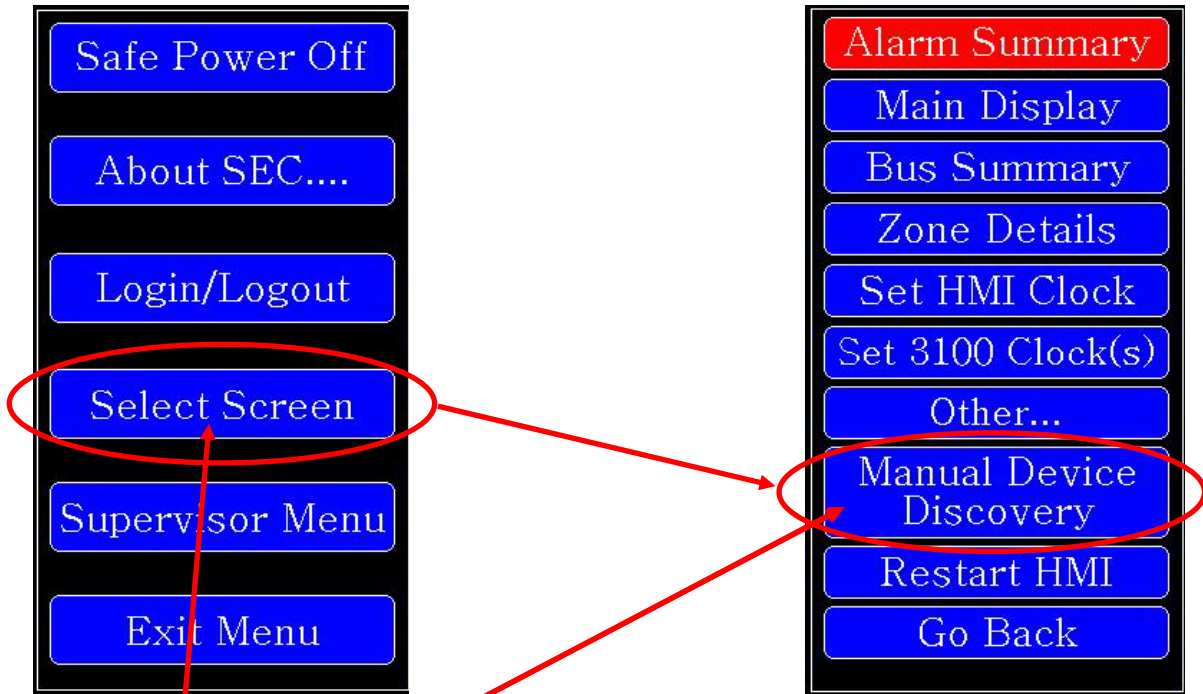 Safe Power Off
About SEC....
Login/Logout
Select Screen
Supervisor Menu
Exit Menu
Alarm Summary
Main Display
Bus Summary
Zone Details
Set HMI Clock
Set 3100 Clock(s)
Other...
Manual Device
Discovery
Restart HMI
Go Back